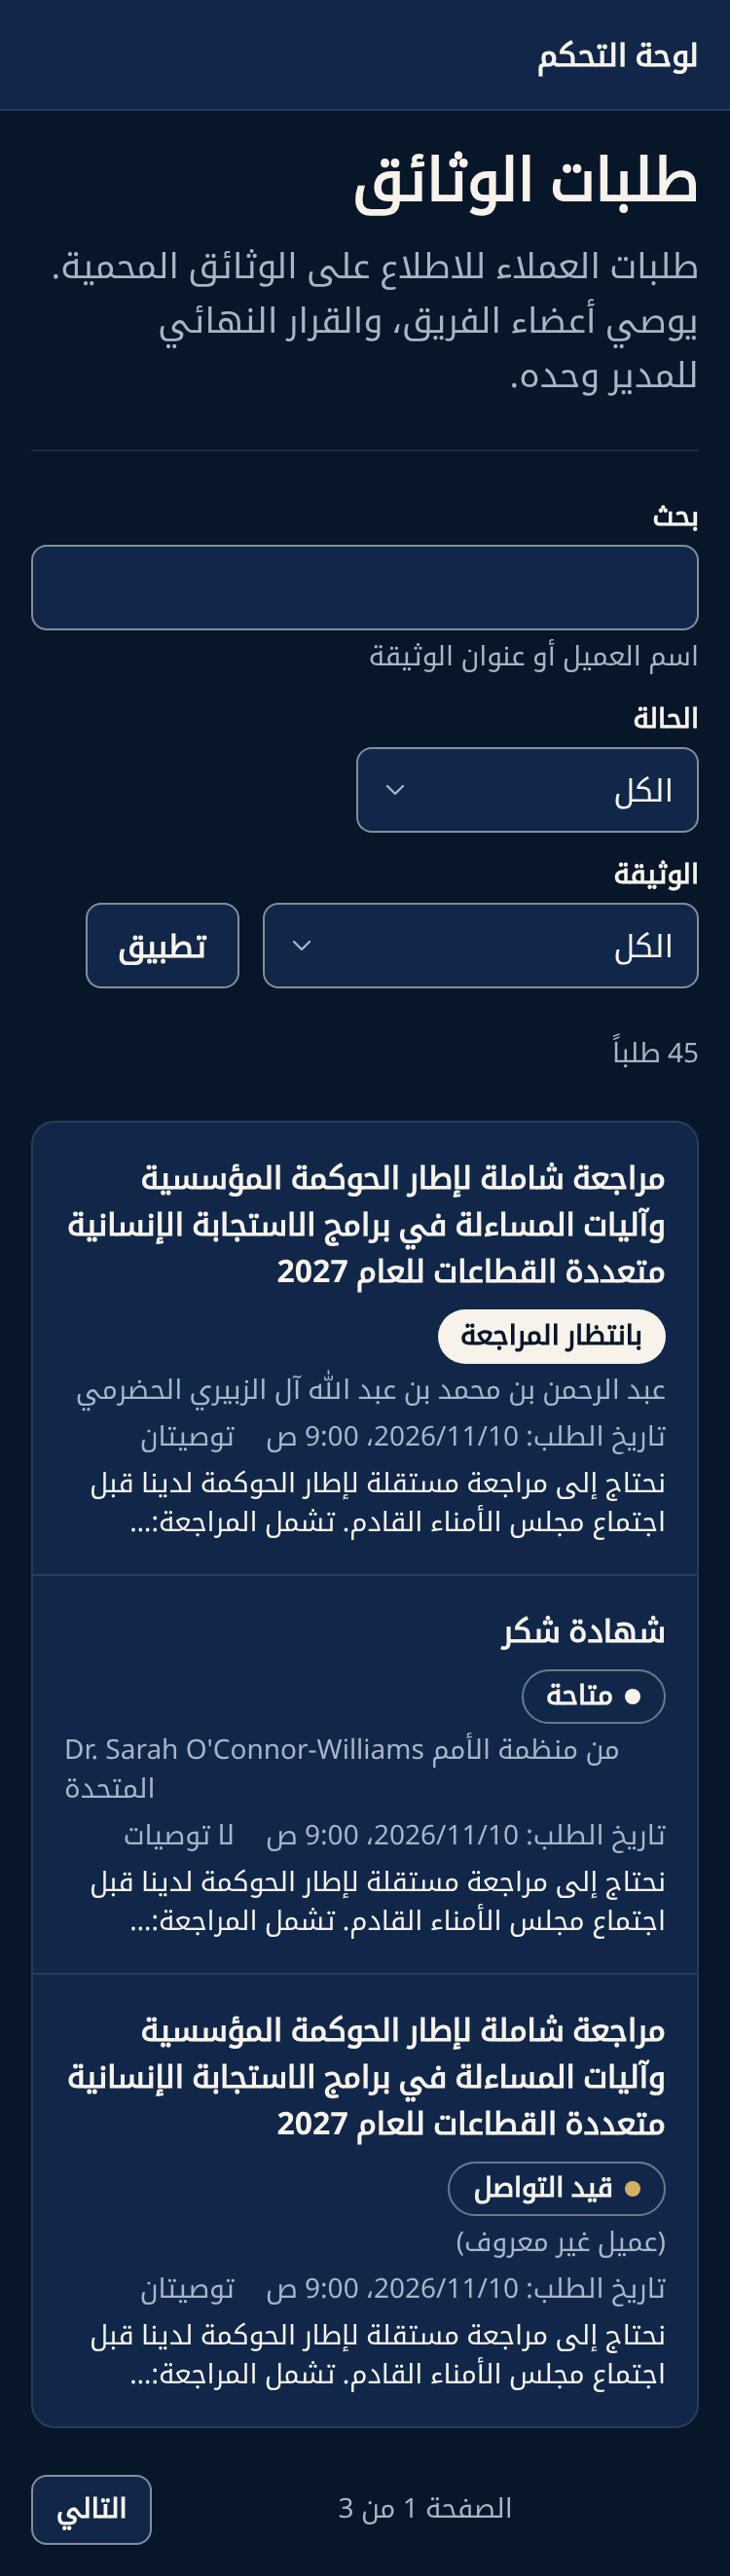 لوحة التحكم
طلبات الوثائق
طلبات العملاء للاطلاع على الوثائق المحمية.
يوصي أعضاء الفريق، والقرار النهائي
للمدير وحده.
بحث
اسم العميل أو عنوان الوثيقة
الحالة
الكل
الوثيقة
الكل
تطبيق
45 طلباً
مراجعة شاملة لإطار الحوكمة المؤسسية
وآليات المساءلة في برامج الاستجابة الإنسانية
متعددة القطاعات للعام 2027
بانتظار المراجعة
عبد الرحمن بن محمد بن عبد الله آل الزبيري الحضرمي
تاريخ الطلب: 2026/11/10، 9:00 ص توصيتان
نحتاج إلى مراجعة مستقلة لإطار الحوكمة لدينا قبل
اجتماع مجلس الأمناء القادم. تشمل المراجعة:...
شهادة شكر
متاحة
Dr. Sarah O'Connor-Williams من منظمة الأمم
المتحدة
تاريخ الطلب: 2026/11/10، 9:00 ص لا توصيات
نحتاج إلى مراجعة مستقلة لإطار الحوكمة لدينا قبل
اجتماع مجلس الأمناء القادم. تشمل المراجعة:...
مراجعة شاملة لإطار الحوكمة المؤسسية
وآليات المساءلة في برامج الاستجابة الإنسانية
متعددة القطاعات للعام 2027
قيد التواصل
(عميل غير معروف)
تاريخ الطلب: 2026/11/10، 9:00 ص توصيتان
نحتاج إلى مراجعة مستقلة لإطار الحوكمة لدينا قبل
اجتماع مجلس الأمناء القادم. تشمل المراجعة:...
الصفحة 1 من 3
التالي